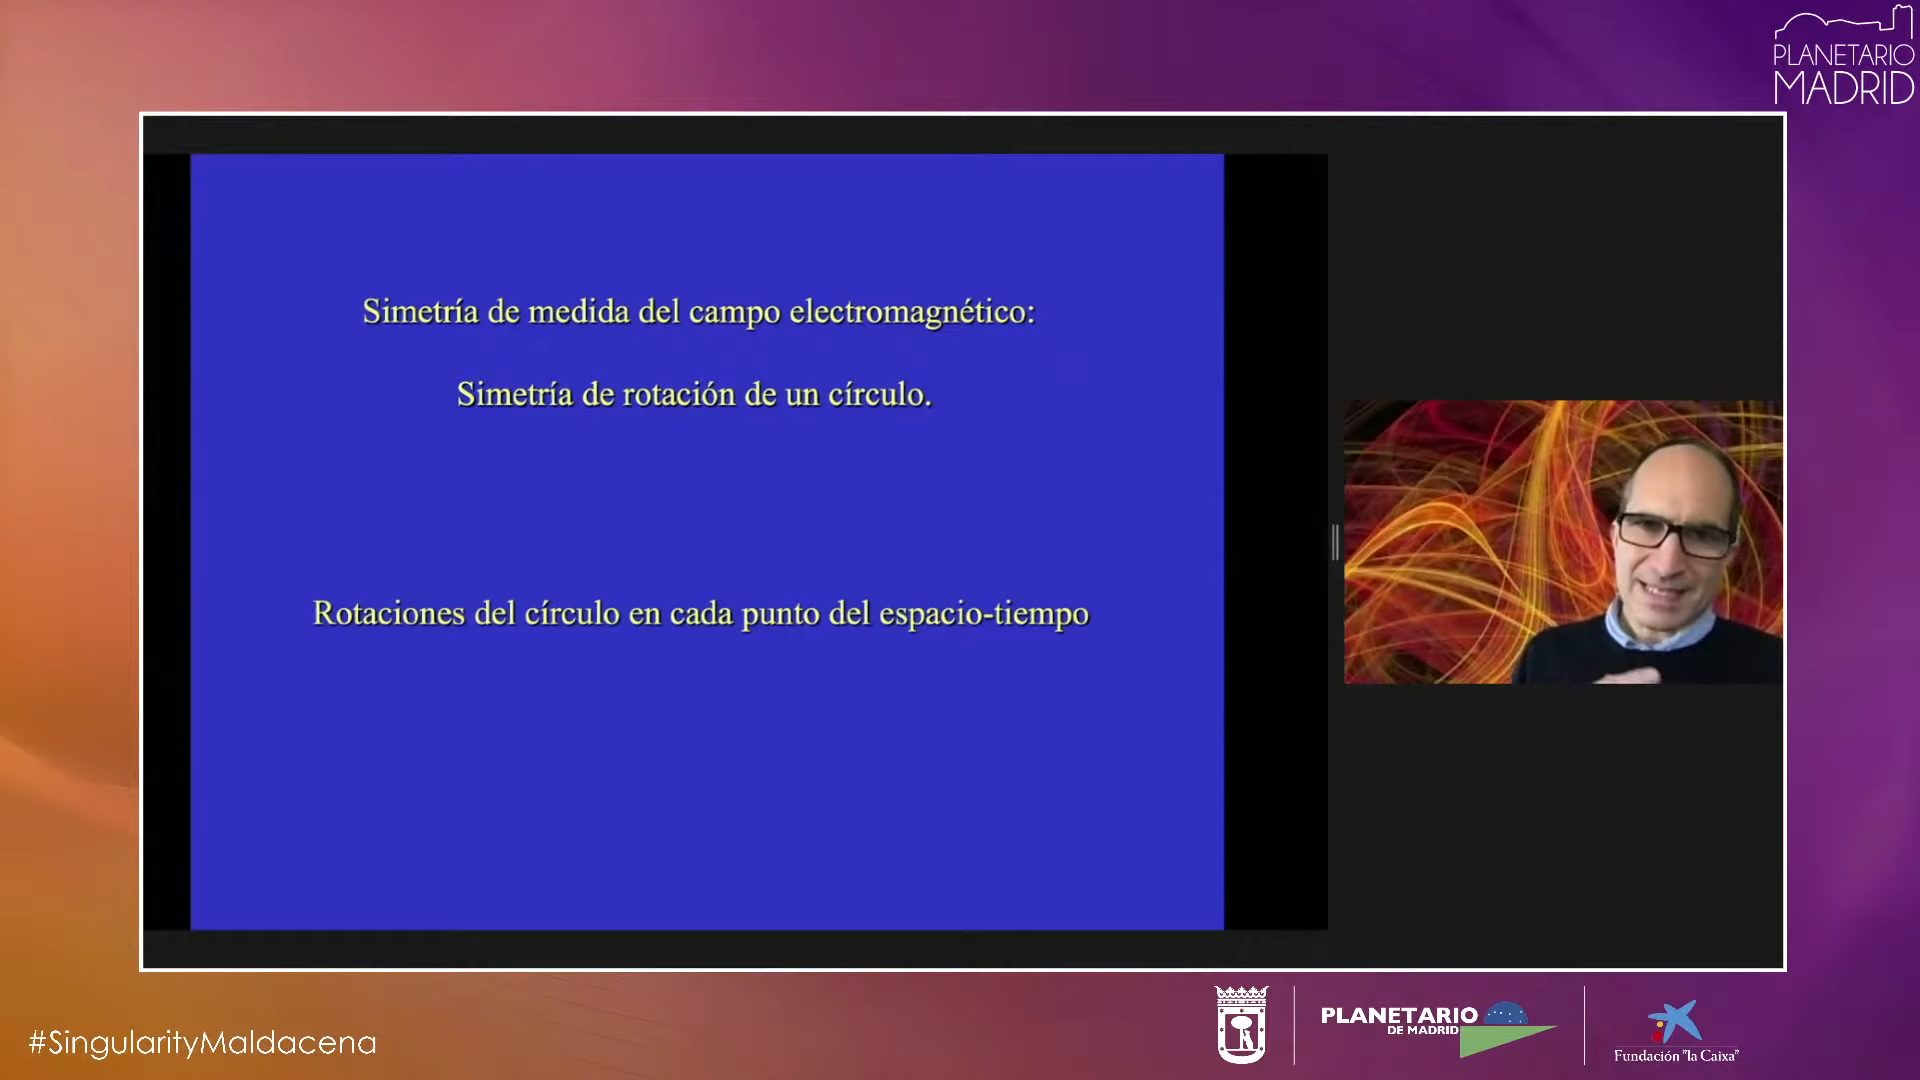 PLANETARIO
MADRID
Simetría de medida del campo electromagnético:
Simetría de rotación de un círculo.
Rotaciones del círculo en cada punto del espacio-tiempo
#SingularityMaldacena
PLANETARIO
DE MADRID
Fundación "la Caixa"